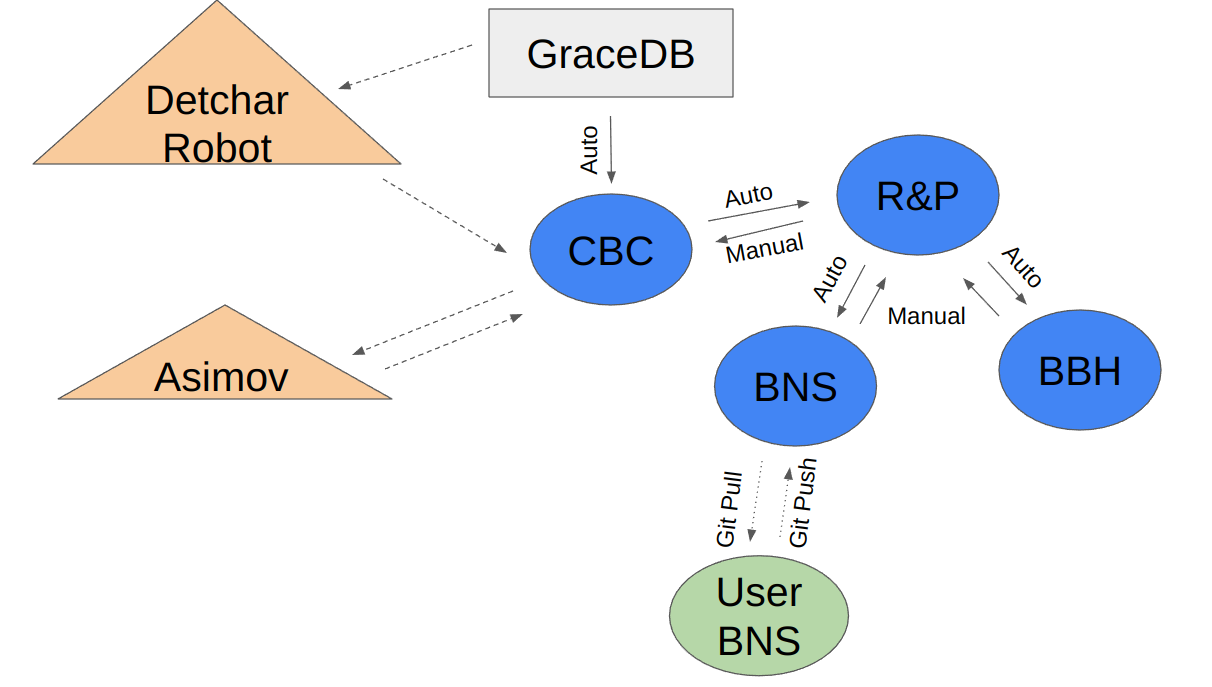 GraceDB
Detchar
Robot
Auto
CBC
Auto
Manual
R&P
Auto
Manual
Auto
Asimov
BNS
BBH
Git Pull
Git Push
User
BNS